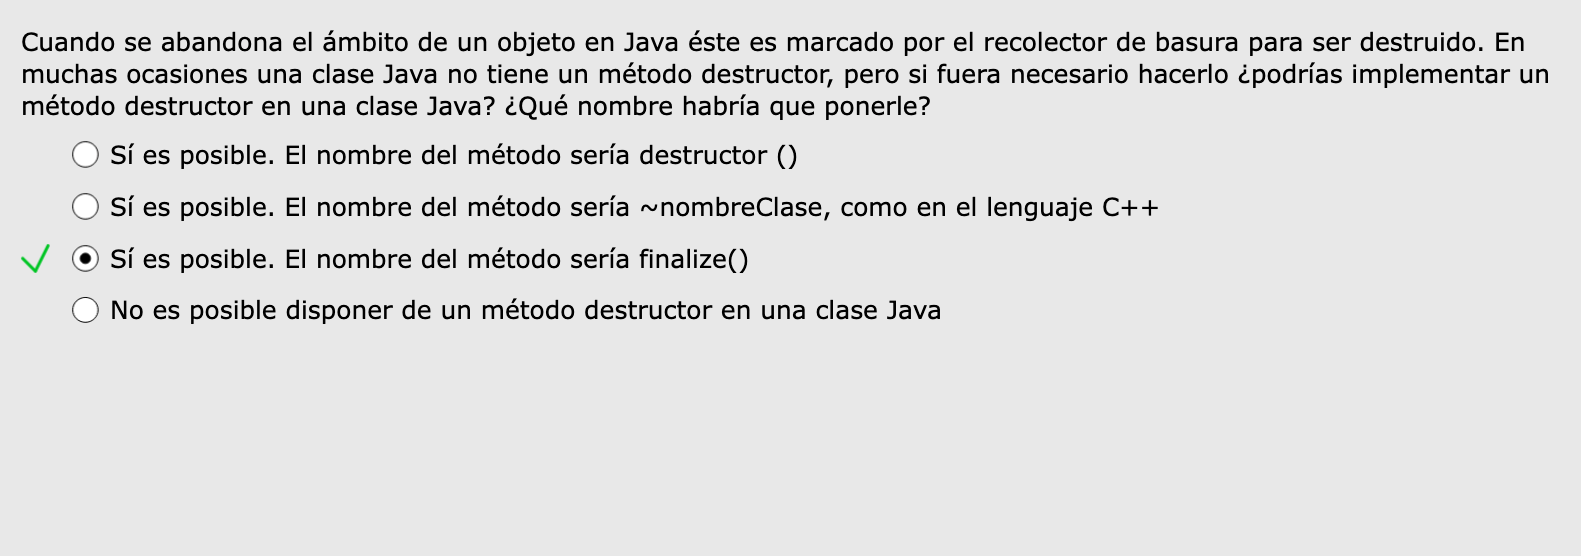 Cuando se abandona el ámbito de un objeto en Java éste es marcado por el recolector de basura para ser destruido. En
muchas ocasiones una clase Java no tiene un método destructor, pero si fuera necesario hacerlo ¿podrías implementar un
método destructor en una clase Java? ¿Qué nombre habría que ponerle?
Sí es posible. El nombre del método sería destructor ()
Sí es posible. El nombre del método sería ~nombreClase, como en el lenguaje C++
Sí es posible. El nombre del método sería finalize()
No es posible disponer de un método destructor en una clase Java